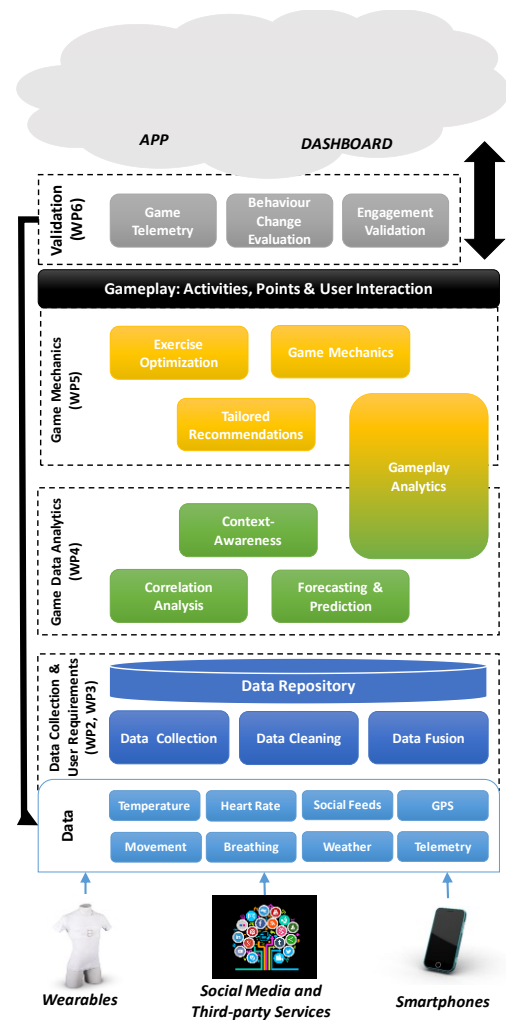 APP
DASHBOARD
Validation
(WP6)
Game
Telemetry
Behaviour
Change
Evaluation
Engagement
Validation
Gameplay: Activities, Points & User Interaction
Game Mechanics
(WP5)
Exercise
Optimization
Game Mechanics
Tailored
Recommendations
Gameplay
Analytics
Game Data Analytics
(WP4)
Context-
Awareness
Correlation
Analysis
Forecasting &
Prediction
Data Collection &
User Requirements
(WP2, WP3)
Data Repository
Data Collection
Data Cleaning
Data Fusion
Data
Temperature
Heart Rate
Social Feeds
GPS
Movement
Breathing
Weather
Telemetry
Wearables
Social Media and
Third-party Services
Smartphones